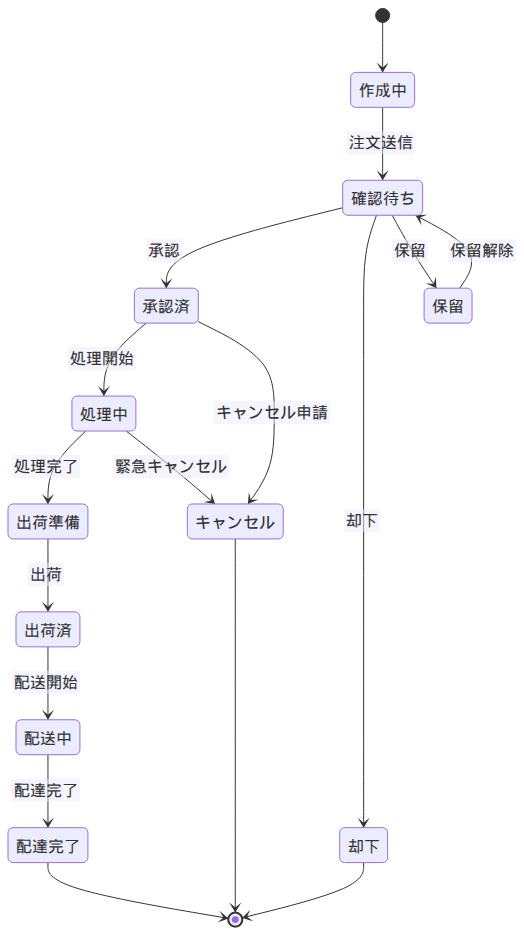 作成中
注文送信
確認待ち
承認
保留
保留解除
承認済
保留
処理開始
処理中
キャンセル申請
処理完了
緊急キャンセル
出荷準備
キャンセル
却下
出荷
出荷済
配送開始
配送中
配達完了
配達完了
却下